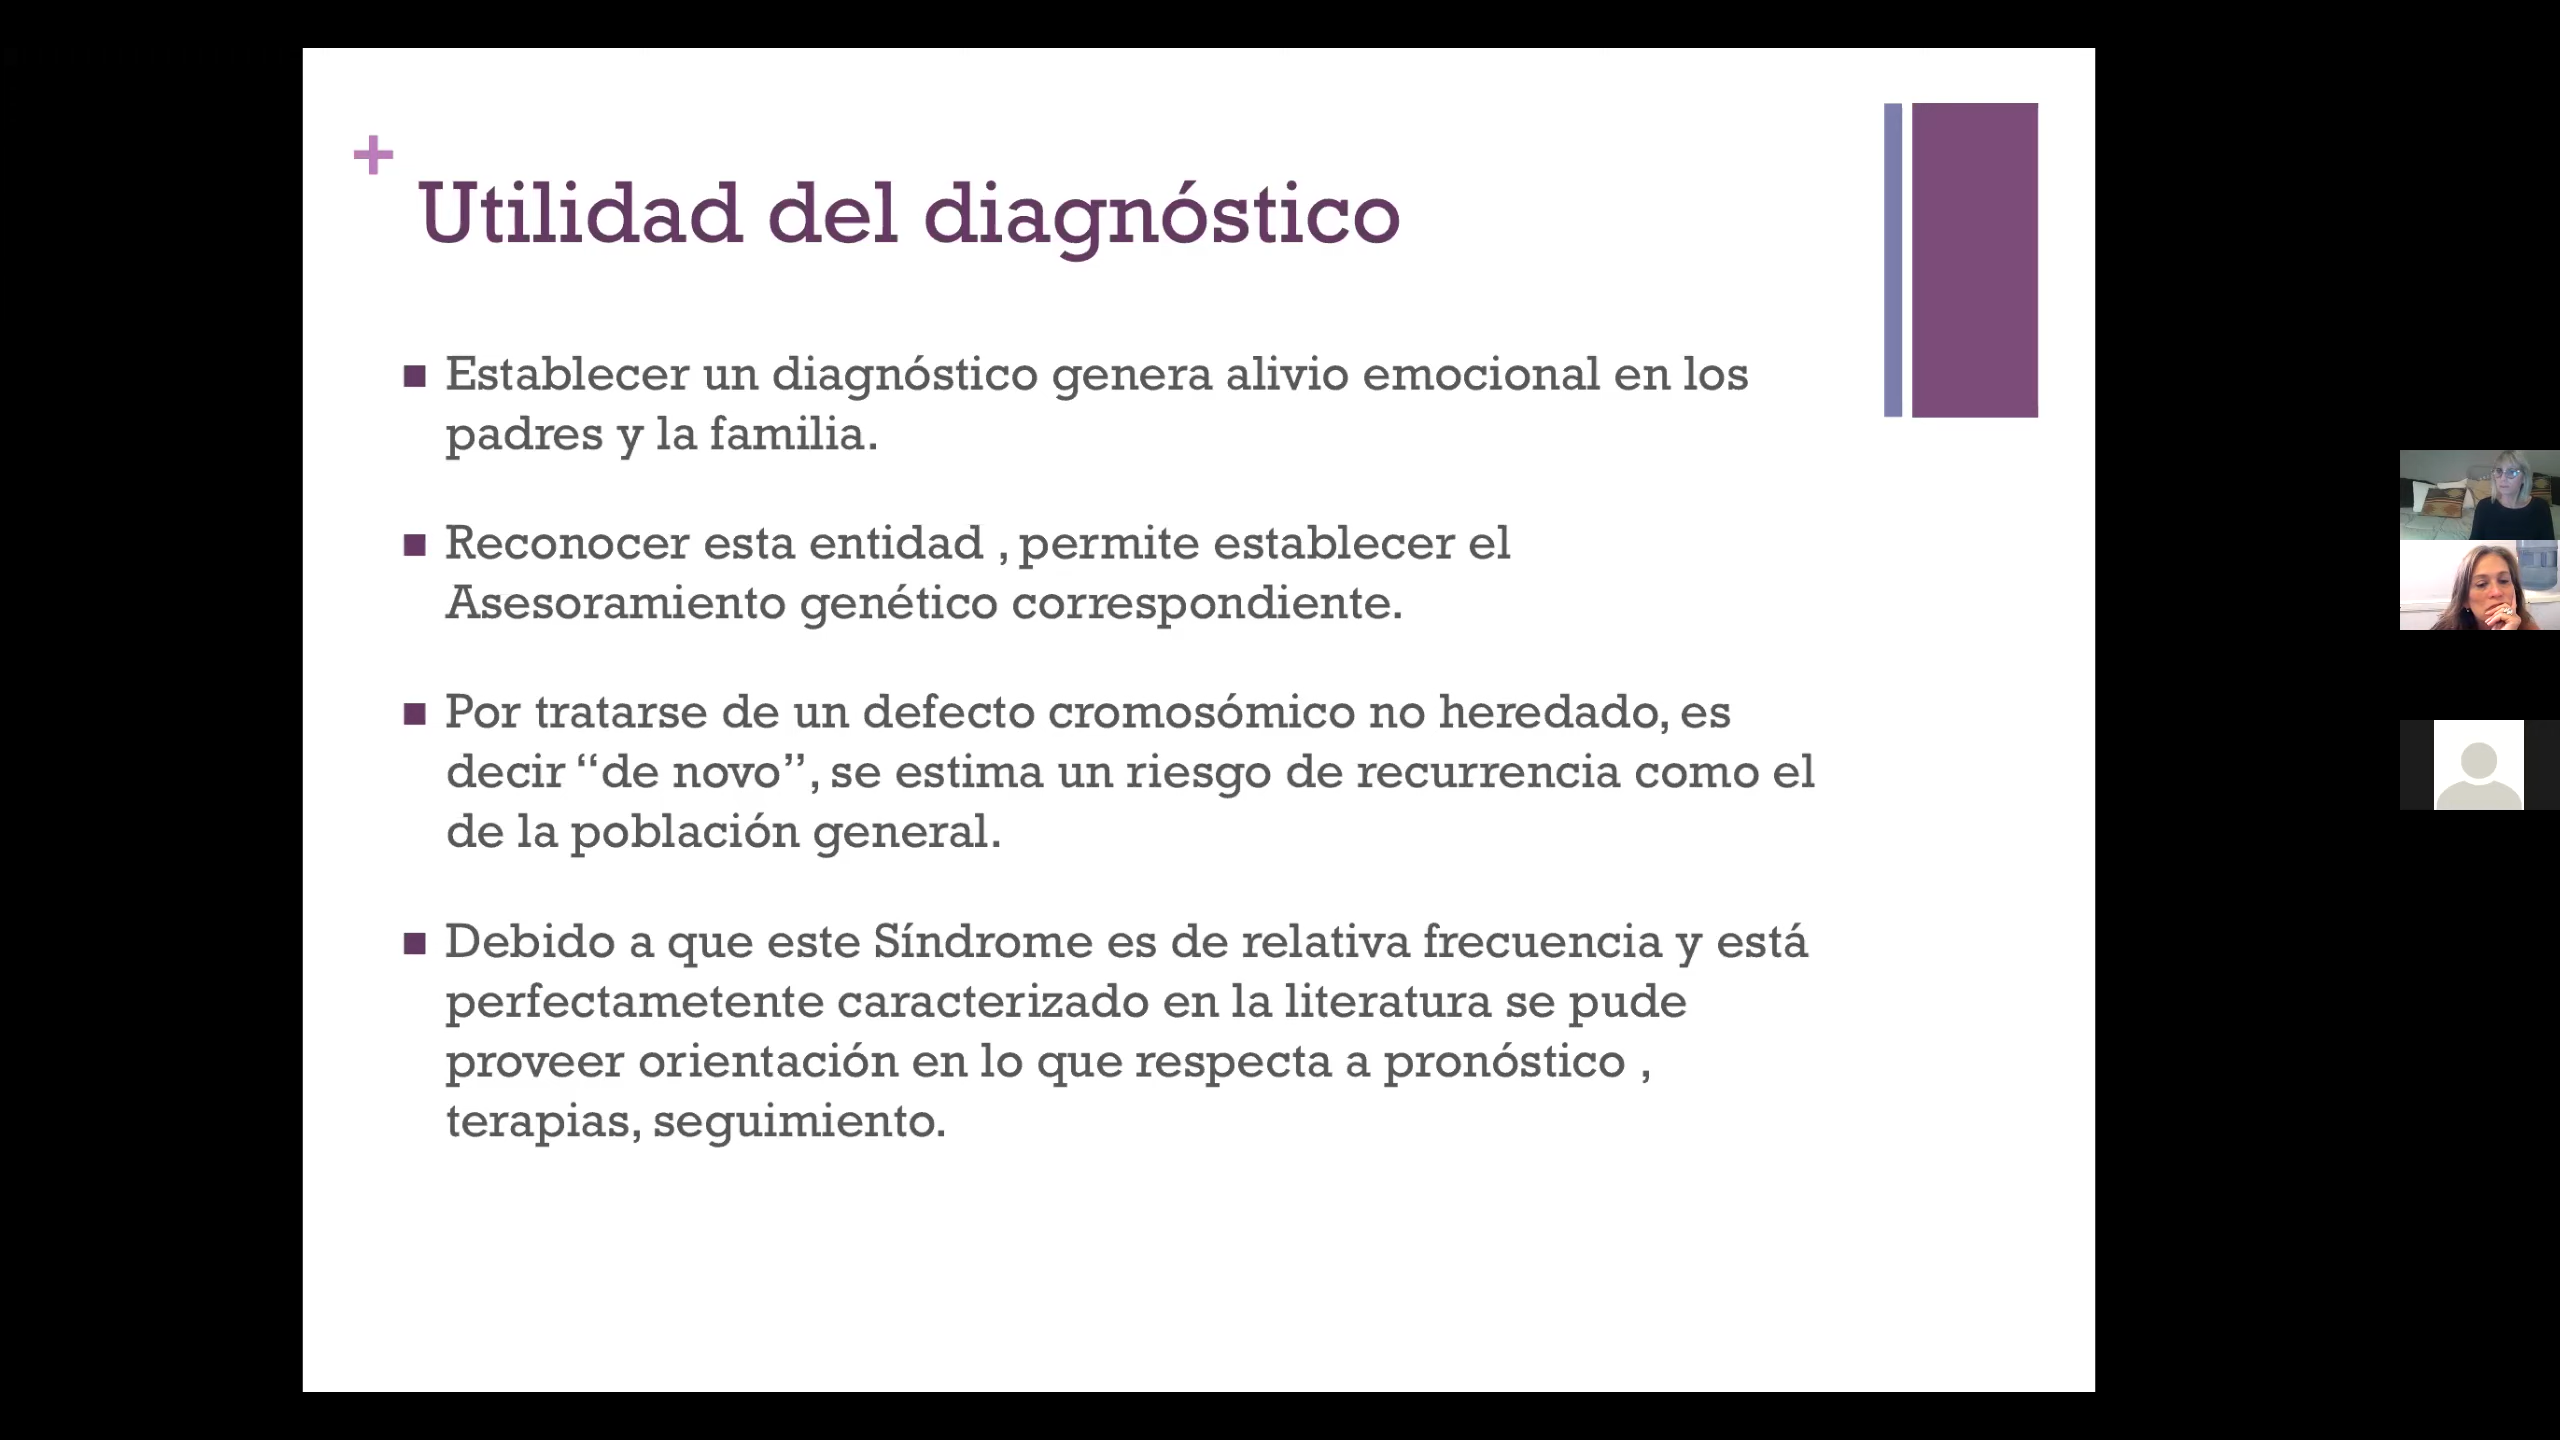 +
Utilidad del diagnóstico
■ Establecer un diagnóstico genera alivio emocional en los
padres y la familia.
■ Reconocer esta entidad , permite establecer el
Asesoramiento genético correspondiente.
■ Por tratarse de un defecto cromosómico no heredado, es
decir “de novo”, se estima un riesgo de recurrencia como el
de la población general.
■ Debido a que este Síndrome es de relativa frecuencia y está
perfectametente caracterizado en la literatura se pude
proveer orientación en lo que respecta a pronóstico ,
terapias, seguimiento.